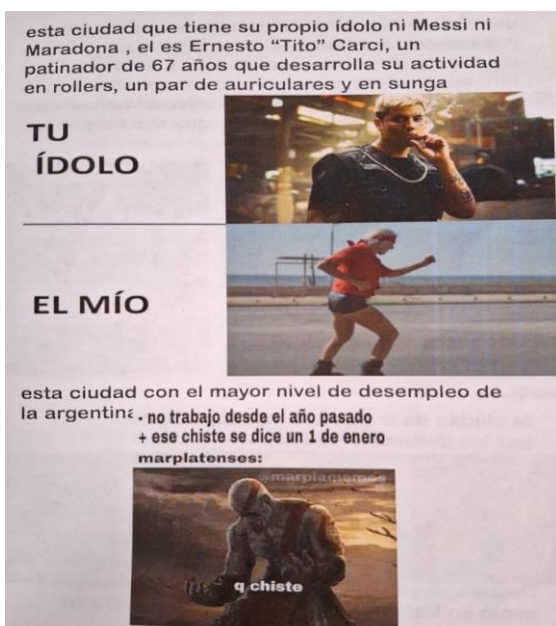 esta ciudad que tiene su propio ídolo ni Messi ni
Maradona , el es Ernesto “Tito” Carci, un
patinador de 67 años que desarrolla su actividad
en rollers, un par de auriculares y en sunga
TU
ÍDOLO
EL MÍO
esta ciudad con el mayor nivel de desempleo de
la argentina
- no trabajo desde el año pasado
+ ese chiste se dice un 1 de enero
marplatenses:
@marplamemes
q chiste